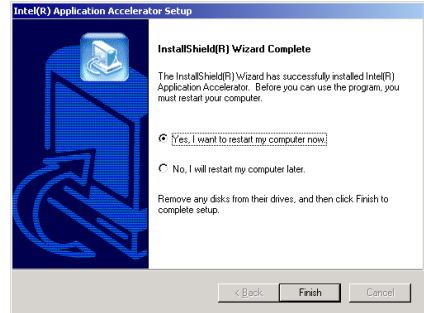 Intel(R) Application Accelerator Setup
InstallShield(R) Wizard Complete
The InstallShield(R) Wizard has successfully installed Intel(R)
Application Accelerator. Before you can use the program, you
must restart your computer.
Yes, I want to restart my computer now.
No, I will restart my computer later.
Remove any disks from their drives, and then click Finish to
complete setup.
< Back Finish Cancel